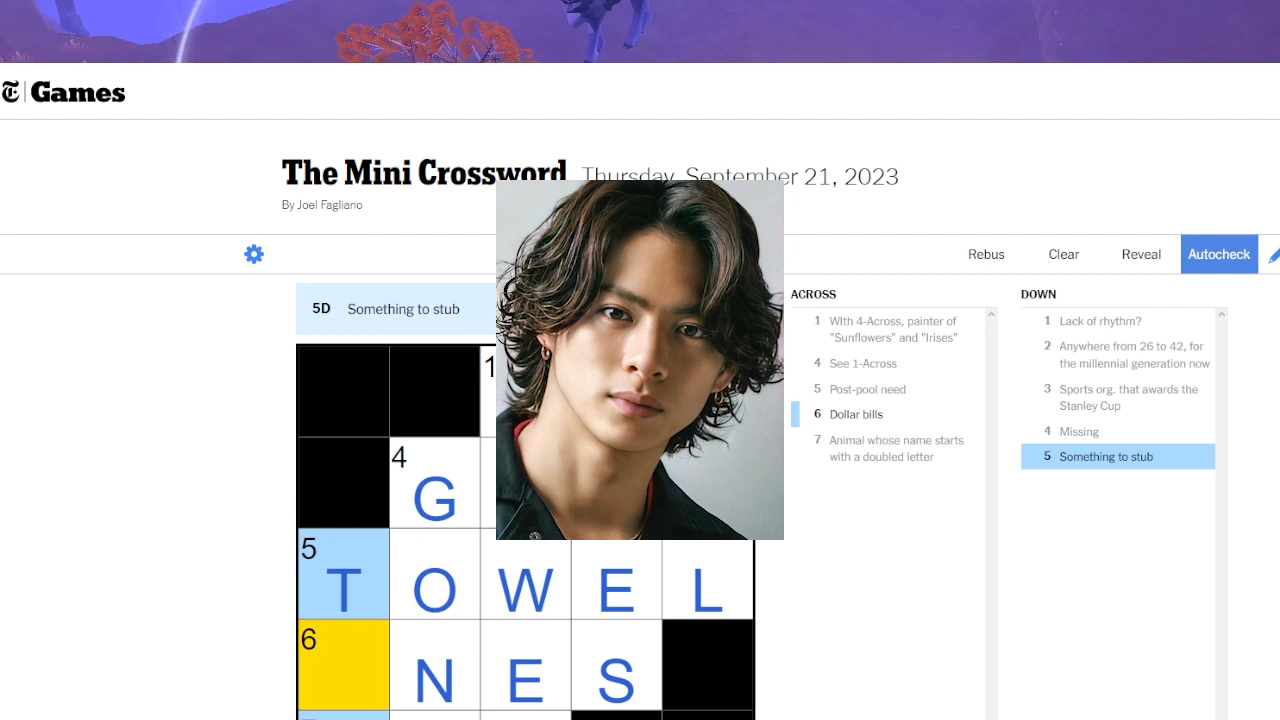 T Games
The Mini Crossword Thursday, September 21, 2023
By Joel Fagliano
Rebus Clear Reveal Autocheck
5D Something to stub
ACROSS
1 WIth 4-Across, painter of
"Sunflowers" and "Irises"
4 See 1-Across
5 Post-pool need
6 Dollar bills
7 Animal whose name starts
with a doubled letter
DOWN
1 Lack of rhythm?
2 Anywhere from 26 to 42, for
the millennial generation now
3 Sports org. that awards the
Stanley Cup
4 Missing
5 Something to stub
1
4 G
5 T O W E L
6 N E S